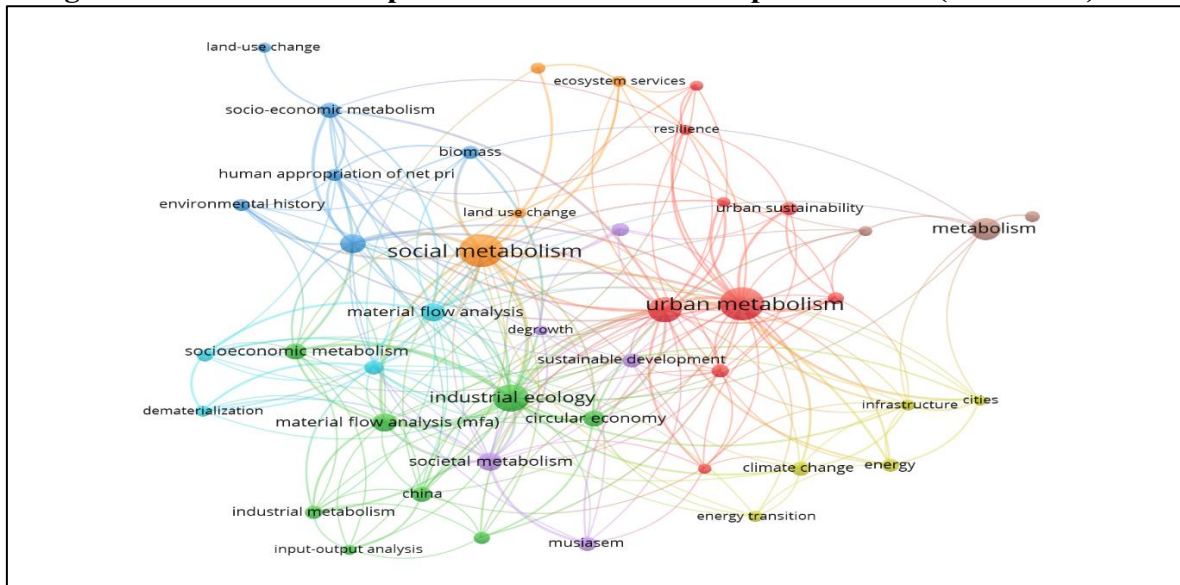 land-use change
ecosystem services
socio-economic metabolism
resilience
biomass
human appropriation of net pri
environmental history
land use change
urban sustainability
metabolism
social metabolism
urban metabolism
material flow analysis
degrowth
socioeconomic metabolism
sustainable development
industrial ecology
infrastructure
cities
dematerialization
material flow analysis (mfa)
circular economy
societal metabolism
climate change
energy
china
industrial metabolism
energy transition
input-output analysis
musiasem